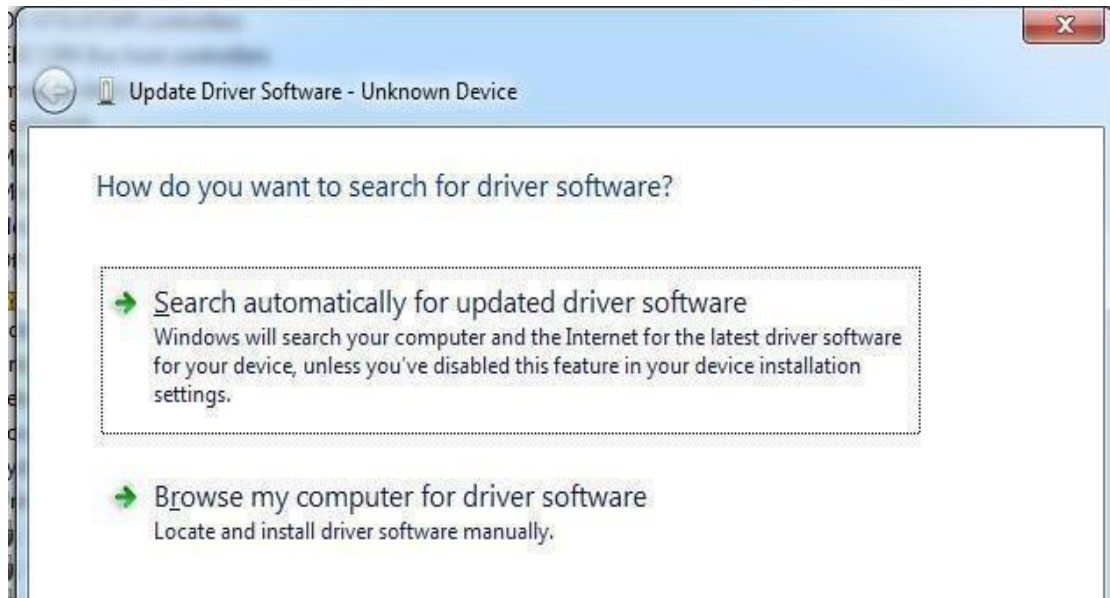 Update Driver Software - Unknown Device
How do you want to search for driver software?
Search automatically for updated driver software
Windows will search your computer and the Internet for the latest driver software
for your device, unless you've disabled this feature in your device installation
settings.
Browse my computer for driver software
Locate and install driver software manually.